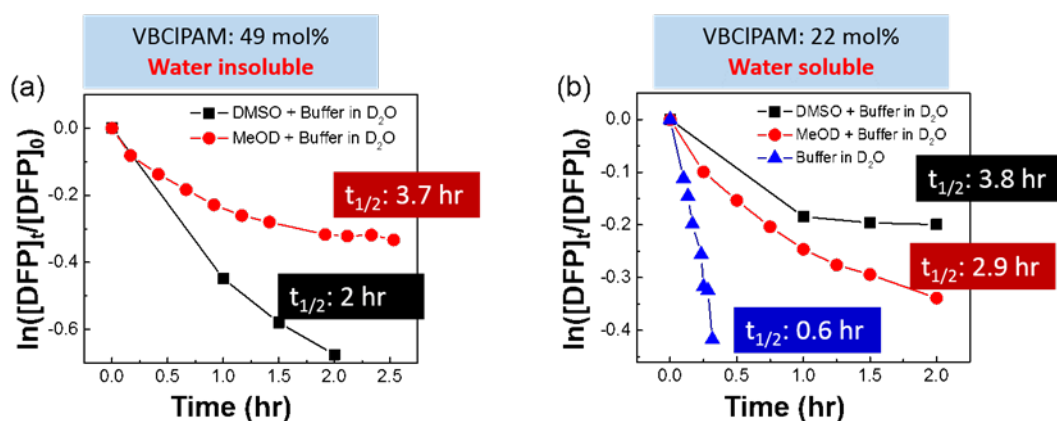 VBClPAM: 49 mol%
Water insoluble
(a)
DMSO + Buffer in D₂O
MeOD + Buffer in D₂O
0.0
-0.2
-0.4
-0.6
t₁/₂: 3.7 hr
t₁/₂: 2 hr
ln([DFP]ₜ/[DFP]₀)
0.0 0.5 1.0 1.5 2.0 2.5
Time (hr)
VBClPAM: 22 mol%
Water soluble
(b)
DMSO + Buffer in D₂O
MeOD + Buffer in D₂O
Buffer in D₂O
0.0
-0.1
-0.2
-0.3
-0.4
t₁/₂: 3.8 hr
t₁/₂: 2.9 hr
t₁/₂: 0.6 hr
ln([DFP]ₜ/[DFP]₀)
0.0 0.5 1.0 1.5 2.0
Time (hr)